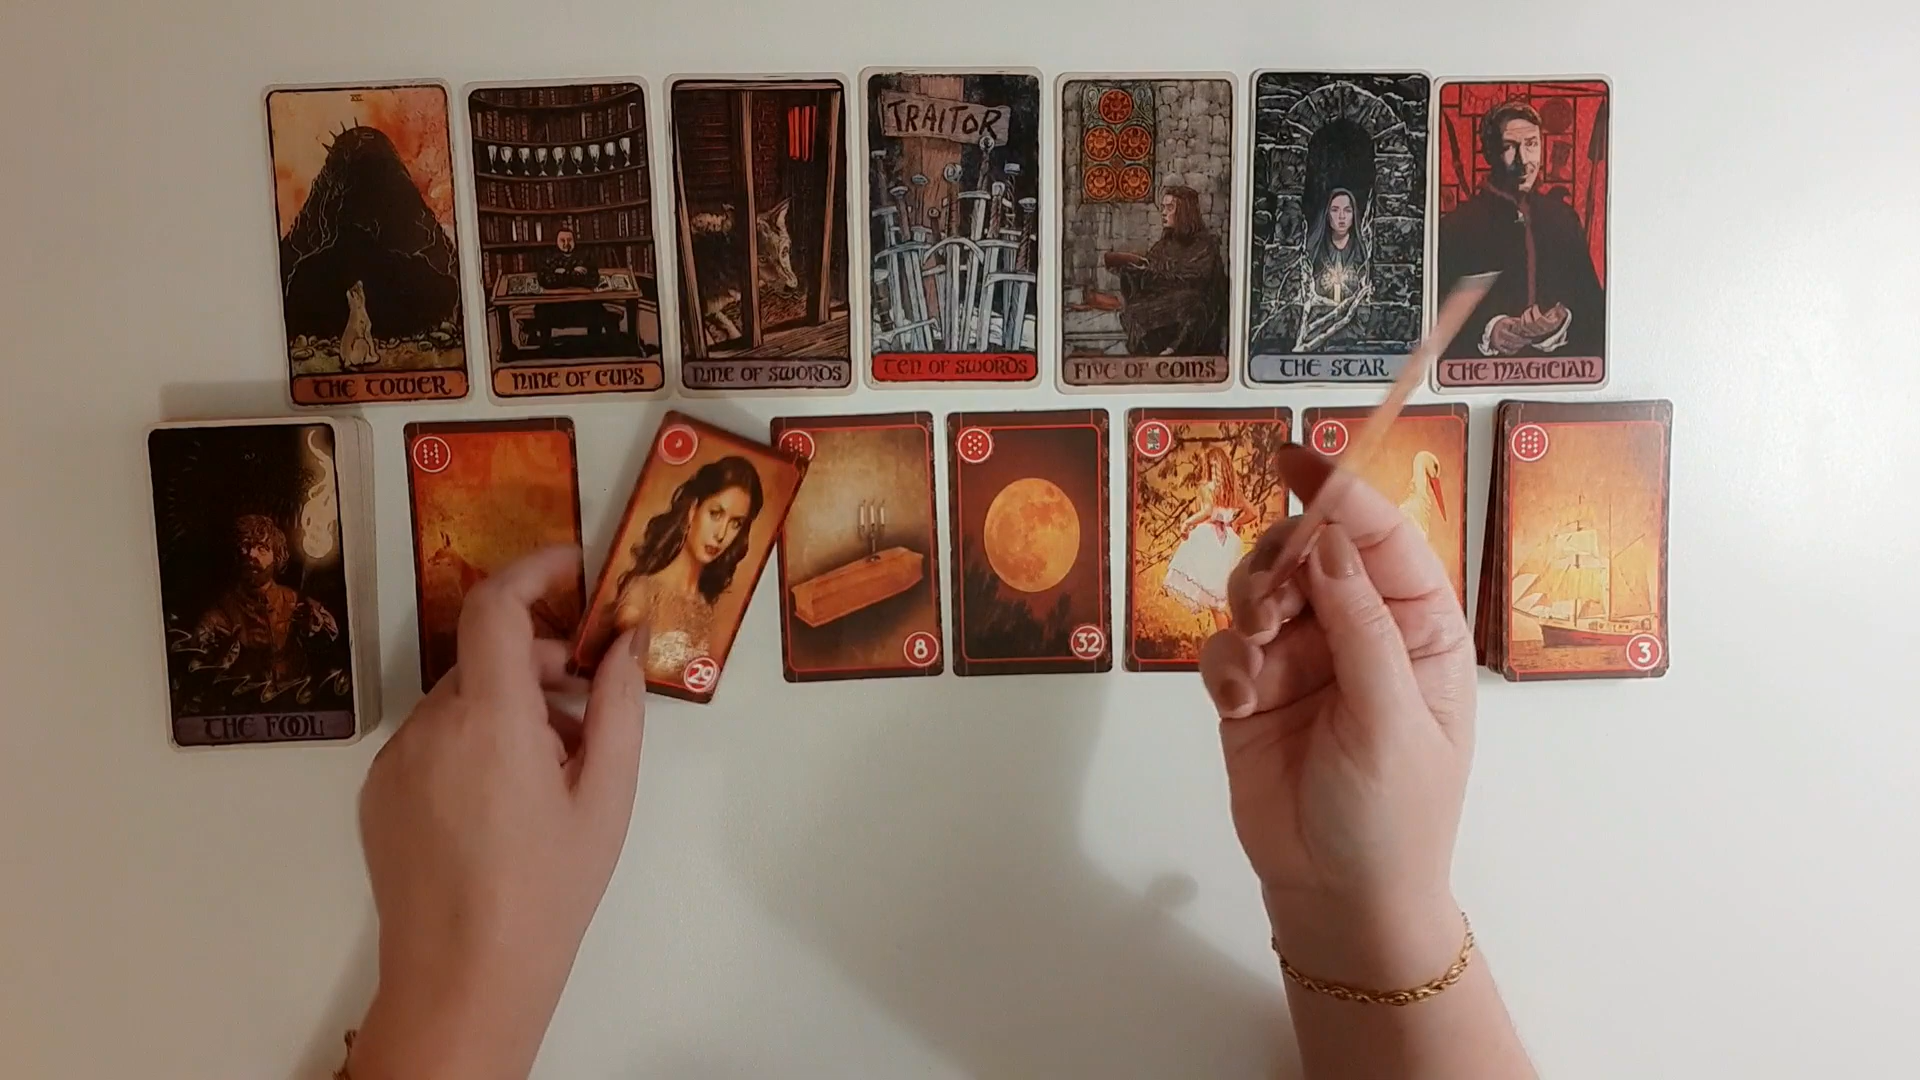 THE TOWER
NINE OF CUPS
NINE OF SWORDS
TRAITOR
TEN OF SWORDS
FIVE OF COINS
THE STAR
THE MAGICIAN
THE FOOL
29
8
32
3